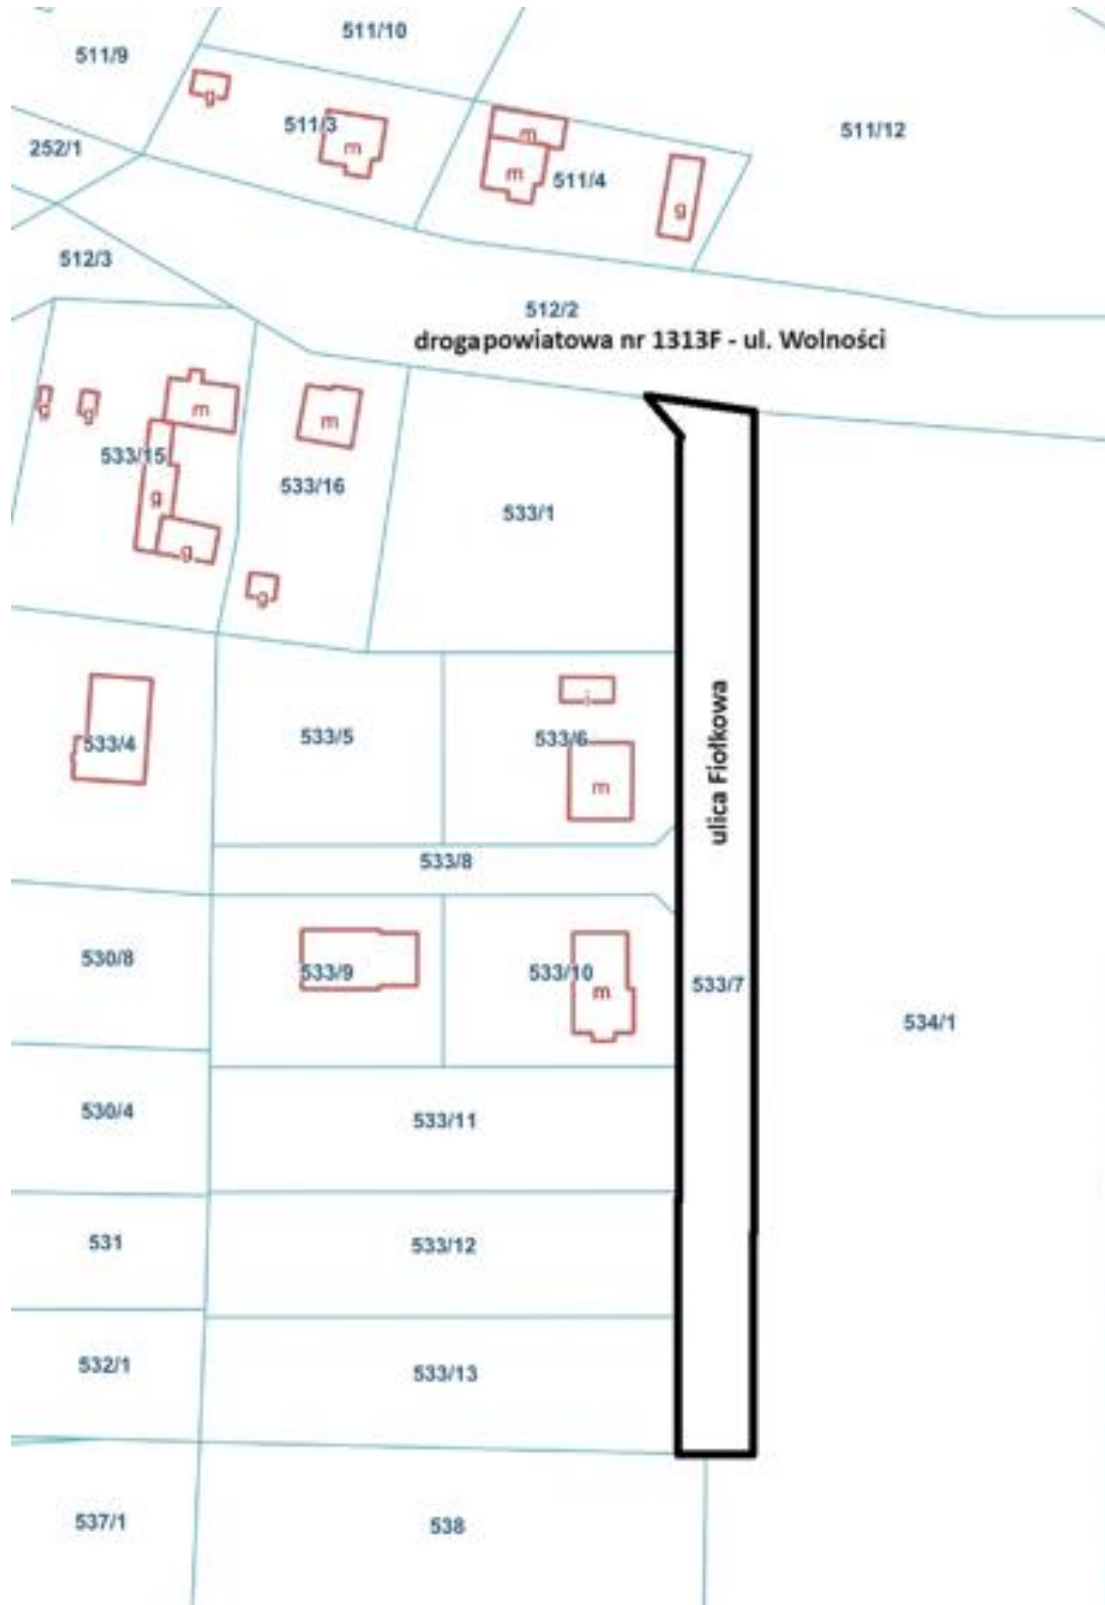 511/10
511/9
g
511/3
m
m
m
511/4
511/12
252/1
g
512/3
512/2
drogapowiatowa nr 1313F - ul. Wolności
g
g
m
m
533/15
533/16
g
533/1
g
g
i
533/4
533/5
533/6
m
ulica Fiołkowa
533/8
530/8
533/9
533/10
m
533/7
534/1
530/4
533/11
531
533/12
532/1
533/13
537/1
538